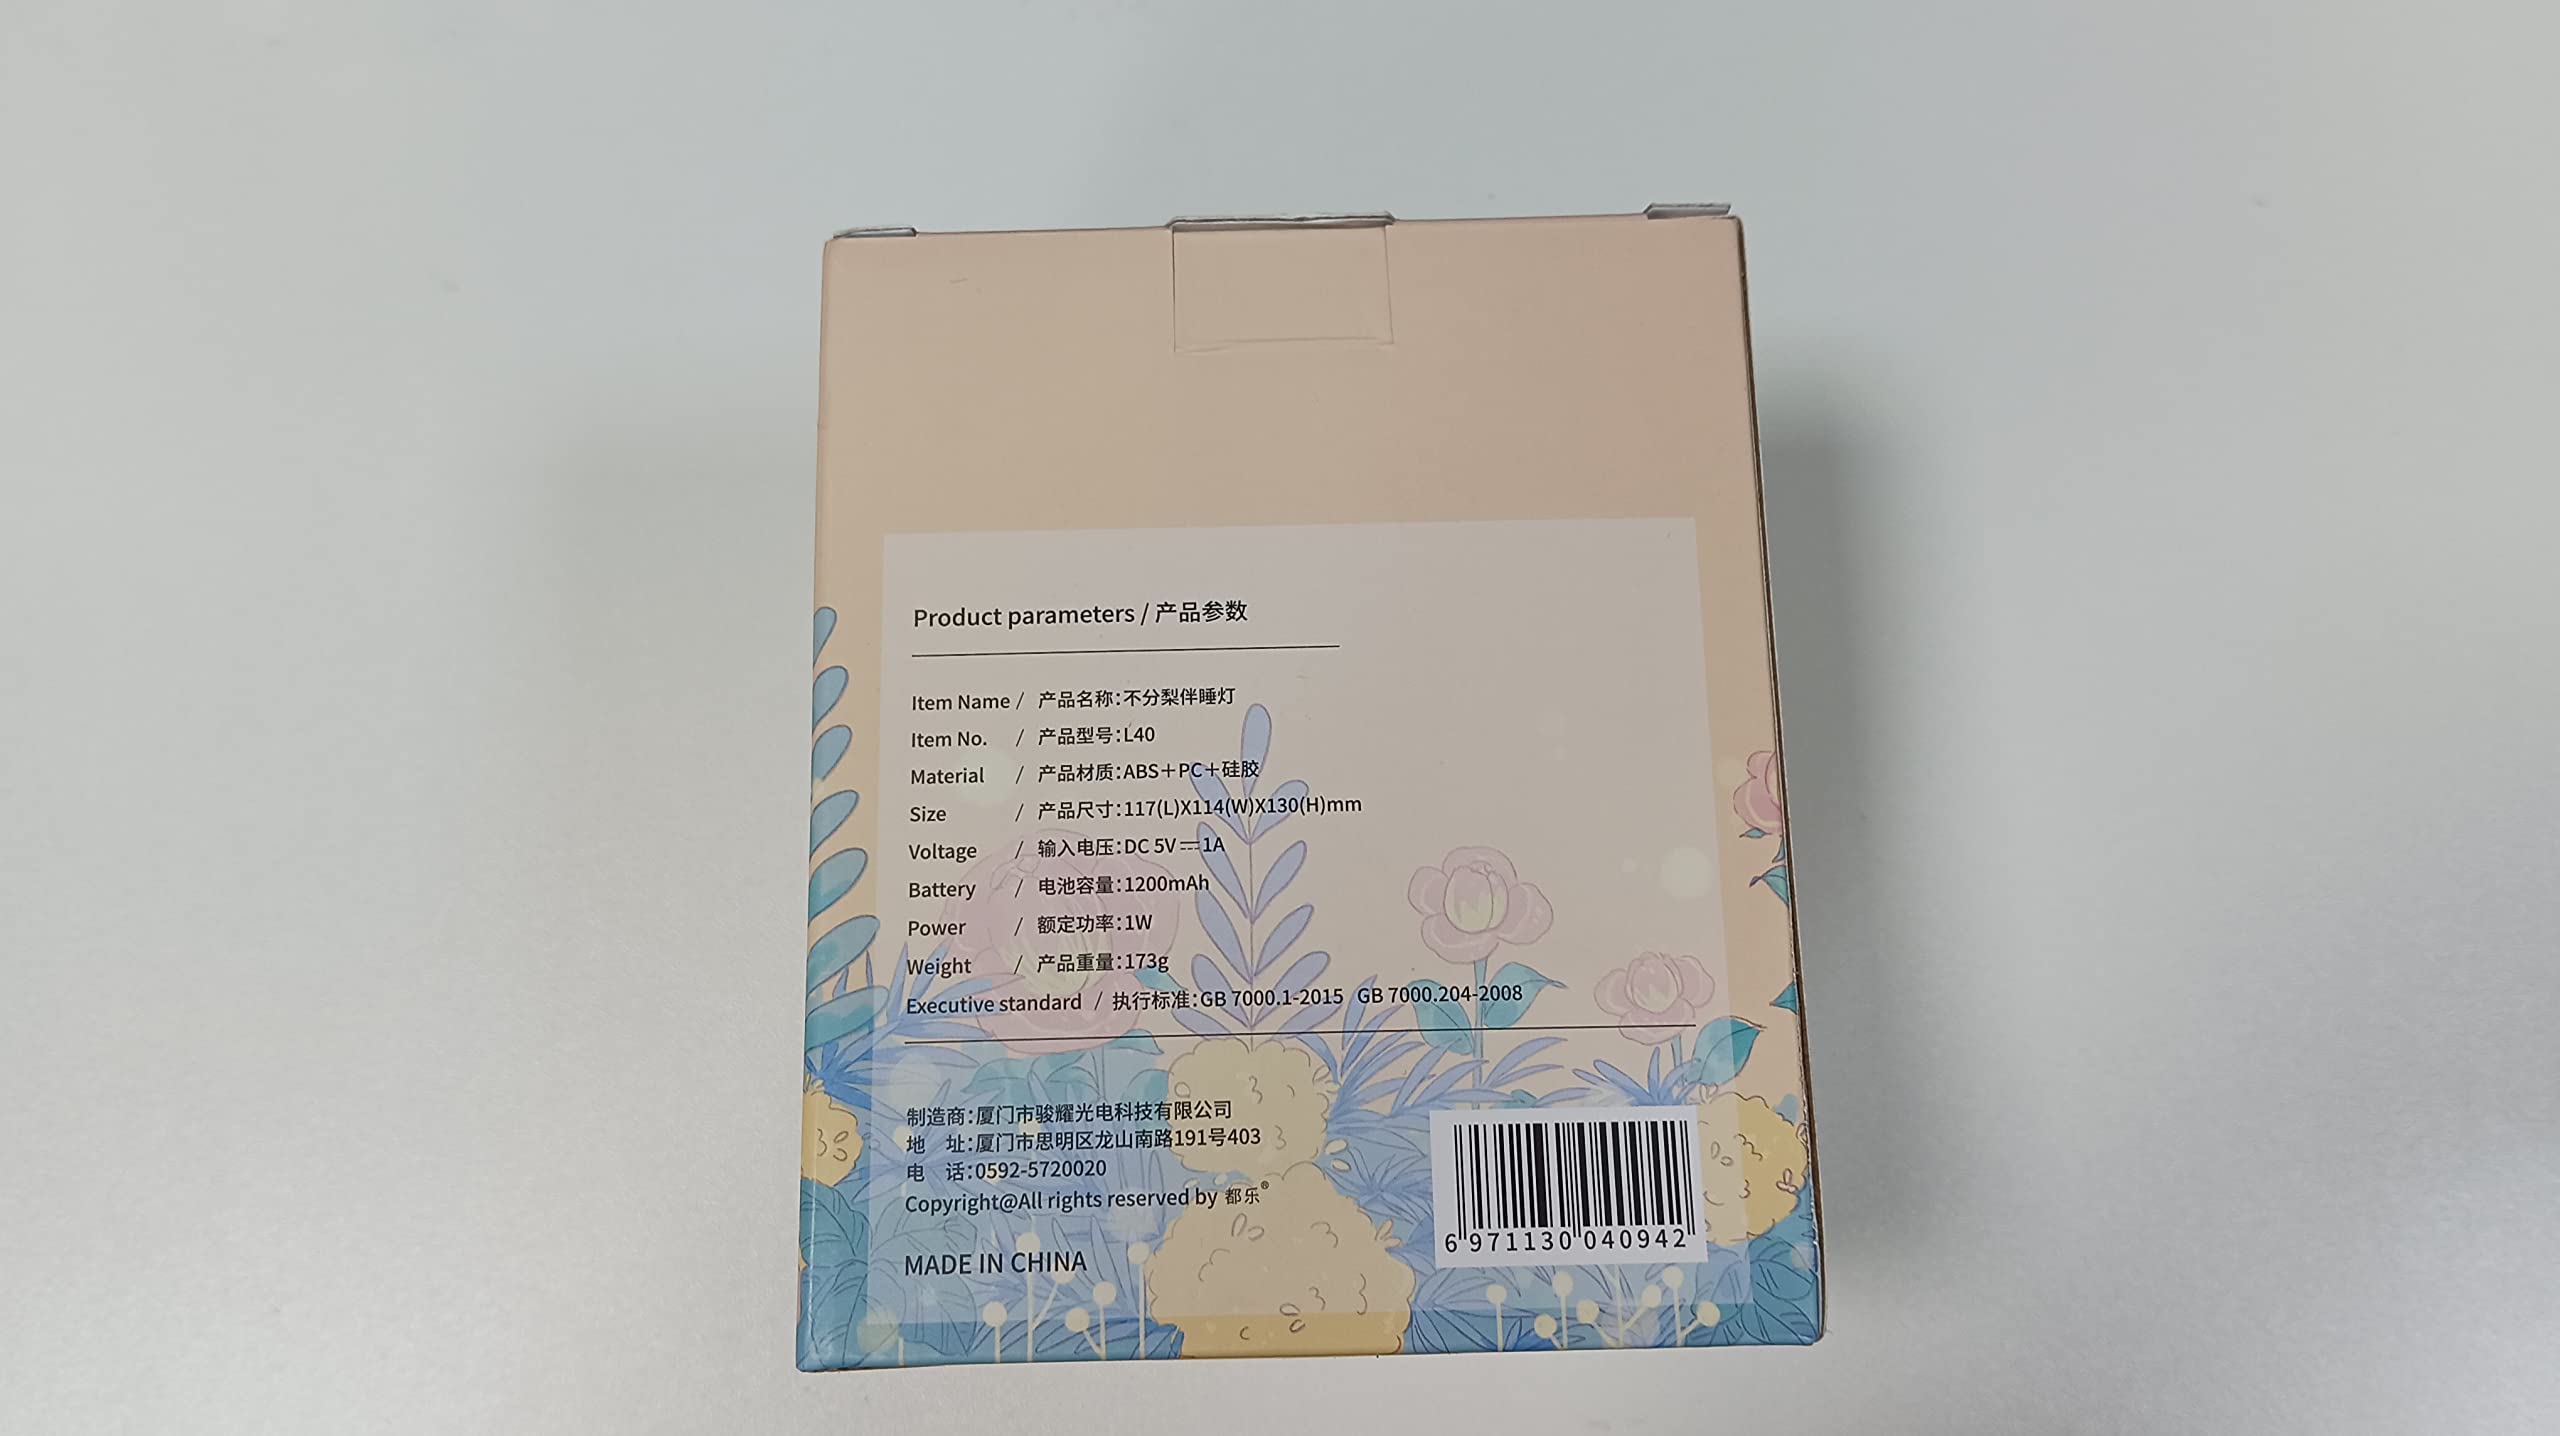 Product parameters / 产品参数
Item Name / 产品名称:不分梨伴睡灯
Item No. / 产品型号:L40
Material / 产品材质:ABS+PC+硅胶
Size / 产品尺寸:117(L)X114(W)X130(H)mm
Voltage / 输入电压:DC 5V⎓1A
Battery / 电池容量:1200mAh
Power / 额定功率:1W
Weight / 产品重量:173g
Executive standard / 执行标准:GB 7000.1-2015 GB 7000.204-2008
制造商:厦门市骏耀光电科技有限公司
地 址:厦门市思明区龙山南路191号403
电 话:0592-5720020
Copyright@All rights reserved by 都乐®
MADE IN CHINA
6 971130 040942